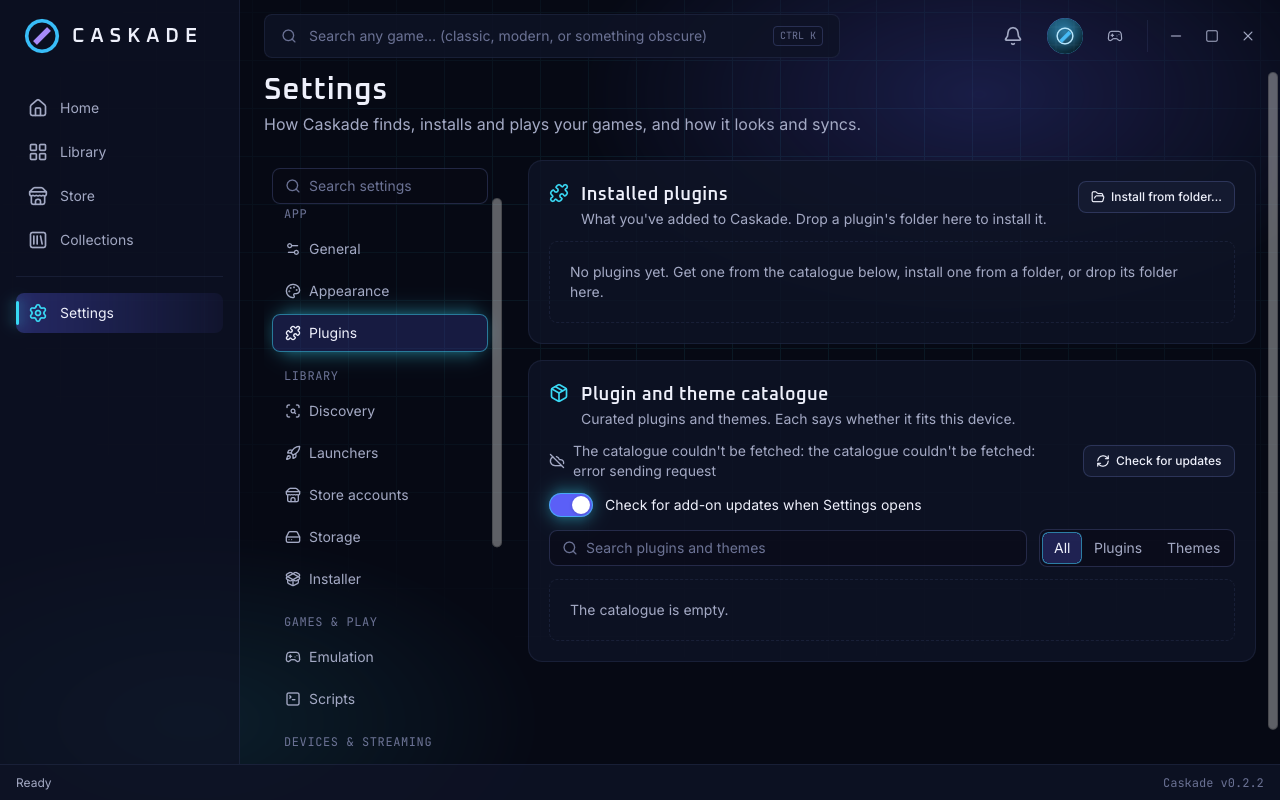 CASKADE
Search any game... (classic, modern, or something obscure)
CTRL K
Home
Library
Store
Collections
Settings
Settings
How Caskade finds, installs and plays your games, and how it looks and syncs.
Search settings
APP
General
Appearance
Plugins
LIBRARY
Discovery
Launchers
Store accounts
Storage
Installer
GAMES & PLAY
Emulation
Scripts
DEVICES & STREAMING
Installed plugins
What you've added to Caskade. Drop a plugin's folder here to install it.
Install from folder...
No plugins yet. Get one from the catalogue below, install one from a folder, or drop its folder
here.
Plugin and theme catalogue
Curated plugins and themes. Each says whether it fits this device.
The catalogue couldn't be fetched: the catalogue couldn't be fetched:
error sending request
Check for updates
Check for add-on updates when Settings opens
Search plugins and themes
All
Plugins
Themes
The catalogue is empty.
Ready
Caskade v0.2.2